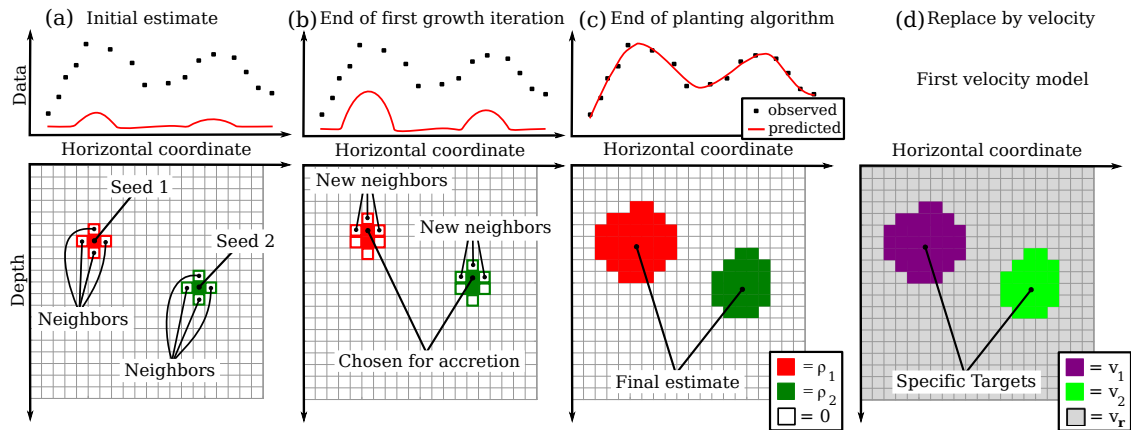 (a) Initial estimate
(b) End of first growth iteration
(c) End of planting algorithm
(d) Replace by velocity
Data
First velocity model
observed
predicted
Horizontal coordinate
Horizontal coordinate
Horizontal coordinate
Horizontal coordinate
Depth
Seed 1
Seed 2
Neighbors
Neighbors
New neighbors
New neighbors
Chosen for accretion
Final estimate
= ρ1
= ρ2
= 0
Specific Targets
= v1
= v2
= vr